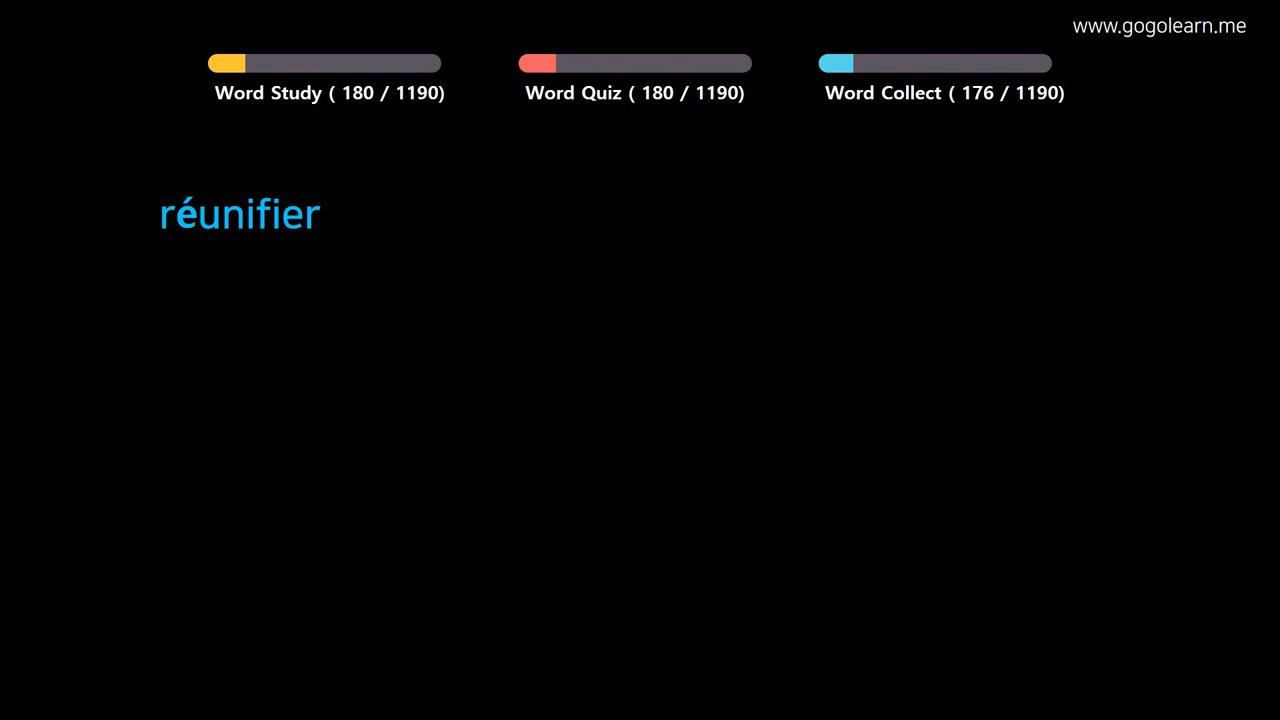 www.gogolearn.me
Word Study ( 180 / 1190)
Word Quiz ( 180 / 1190)
Word Collect ( 176 / 1190)
réunifier